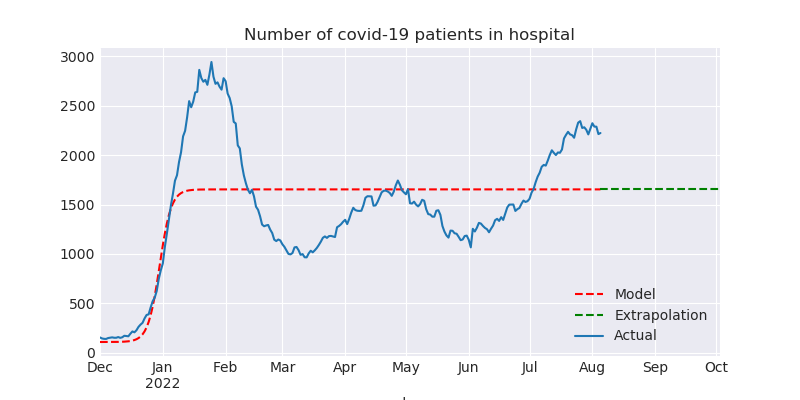 Number of covid-19 patients in hospital
3000
2500
2000
1500
1000
500
0
Model
Extrapolation
Actual
Dec Jan Feb Mar Apr May Jun Jul Aug Sep Oct
2022